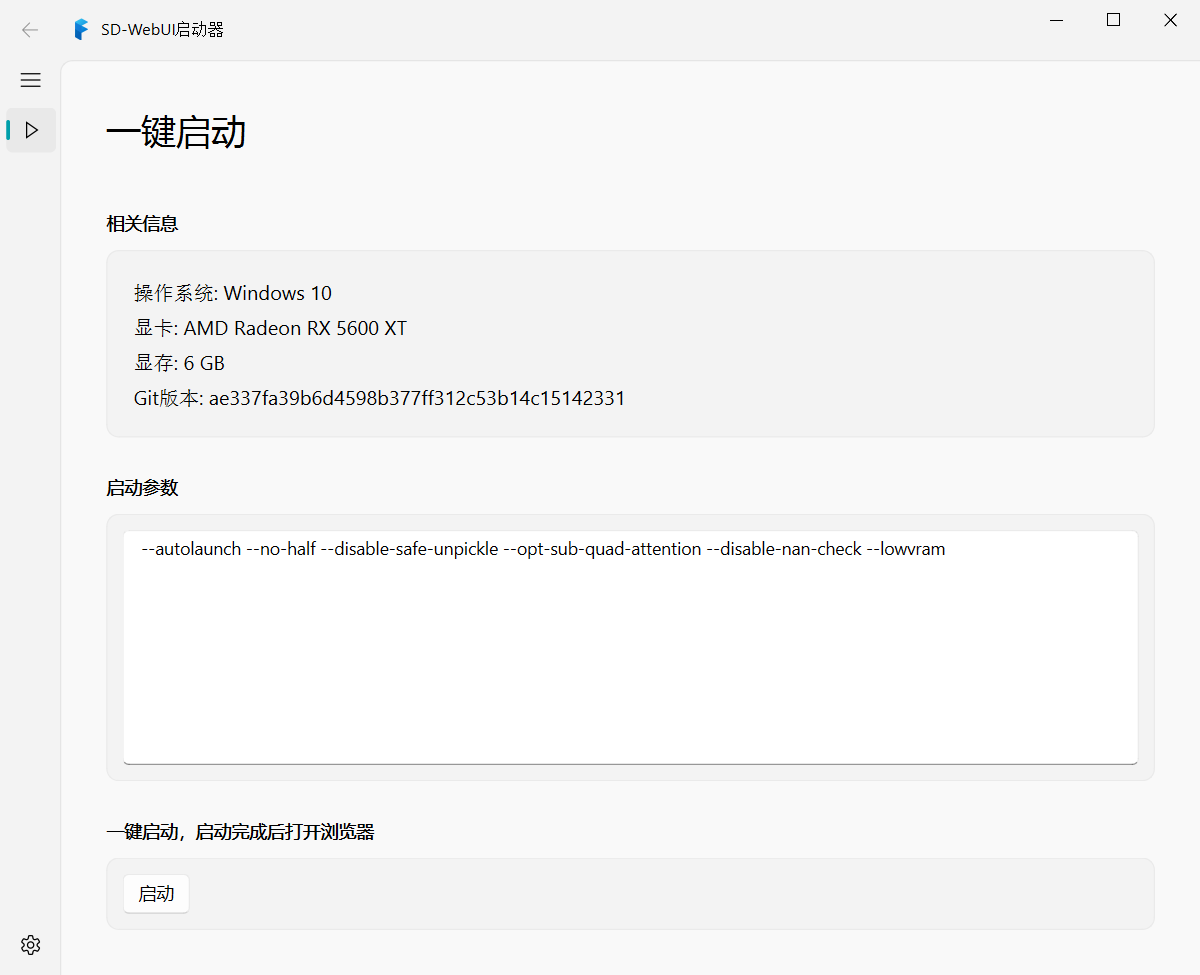 SD-WebUI启动器
一键启动
相关信息
操作系统: Windows 10
显卡: AMD Radeon RX 5600 XT
显存: 6 GB
Git版本: ae337fa39b6d4598b377ff312c53b14c15142331
启动参数
--autolaunch --no-half --disable-safe-unpickle --opt-sub-quad-attention --disable-nan-check --lowvram
一键启动，启动完成后打开浏览器
启动